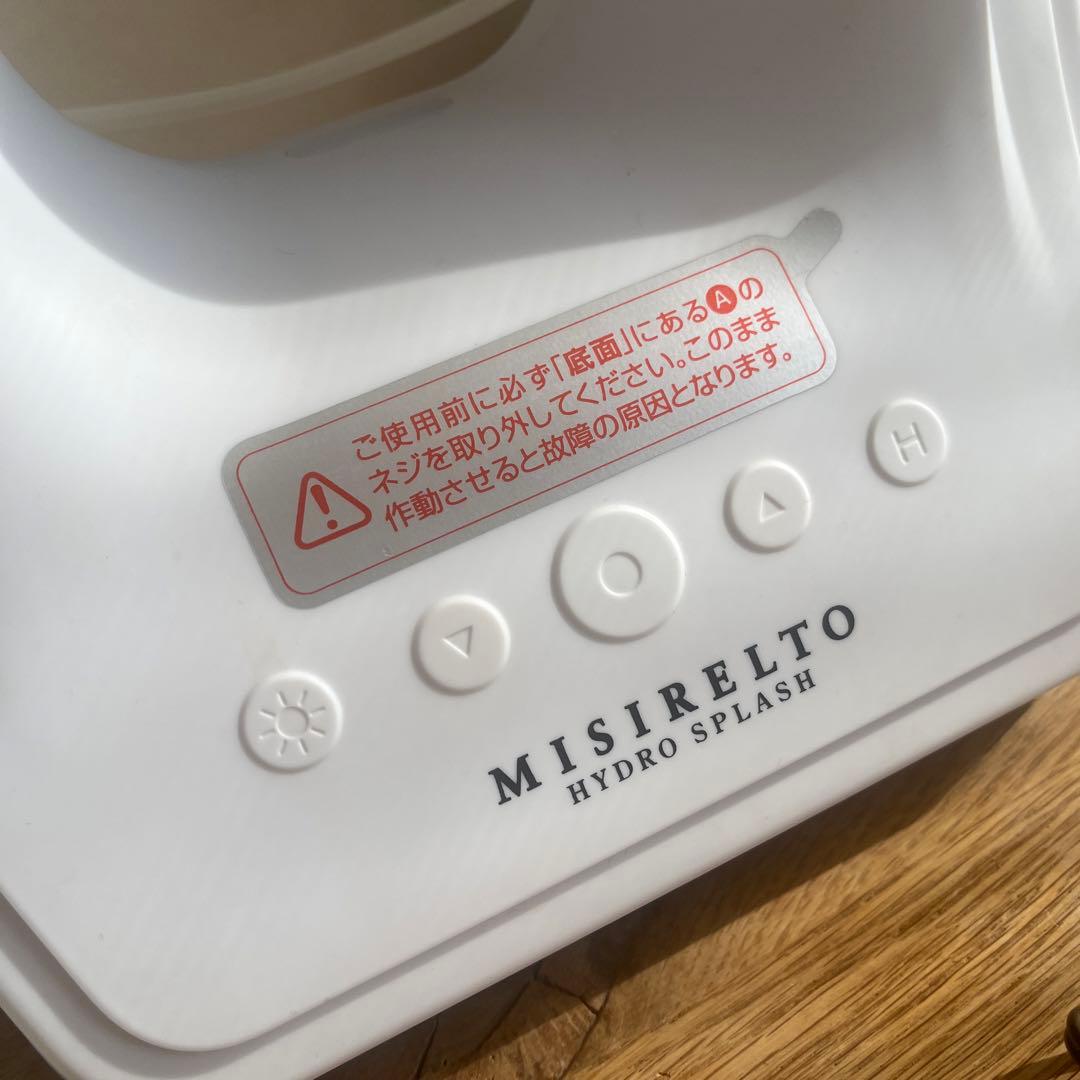 ご使用前に必ず「底面」にあるAの
ネジを取り外してください。このまま
作動させると故障の原因となります。
H
MISIRELTO
HYDRO SPLASH